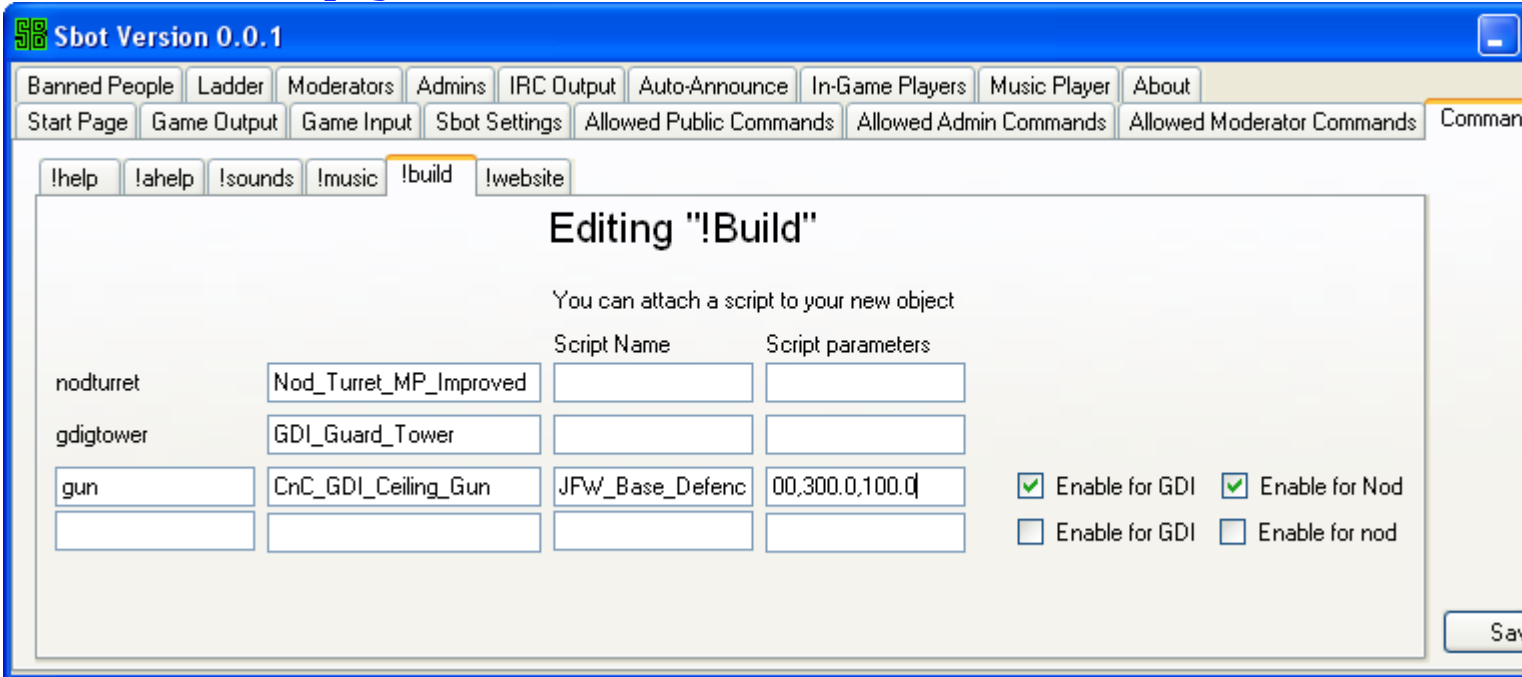 Sbot Version 0.0.1
Banned People Ladder Moderators Admins IRC Output Auto-Announce In-Game Players Music Player About
Start Page Game Output Game Input Sbot Settings Allowed Public Commands Allowed Admin Commands Allowed Moderator Commands Comman
!help !ahelp !sounds !music !build !website
Editing "!Build"
You can attach a script to your new object
Script Name Script parameters
nodturret Nod_Turret_MP_Improved
gdigtower GDI_Guard_Tower
gun CnC_GDI_Ceiling_Gun JFW_Base_Defenc 00,300.0,100.0 Enable for GDI Enable for Nod
Enable for GDI Enable for nod
Sav